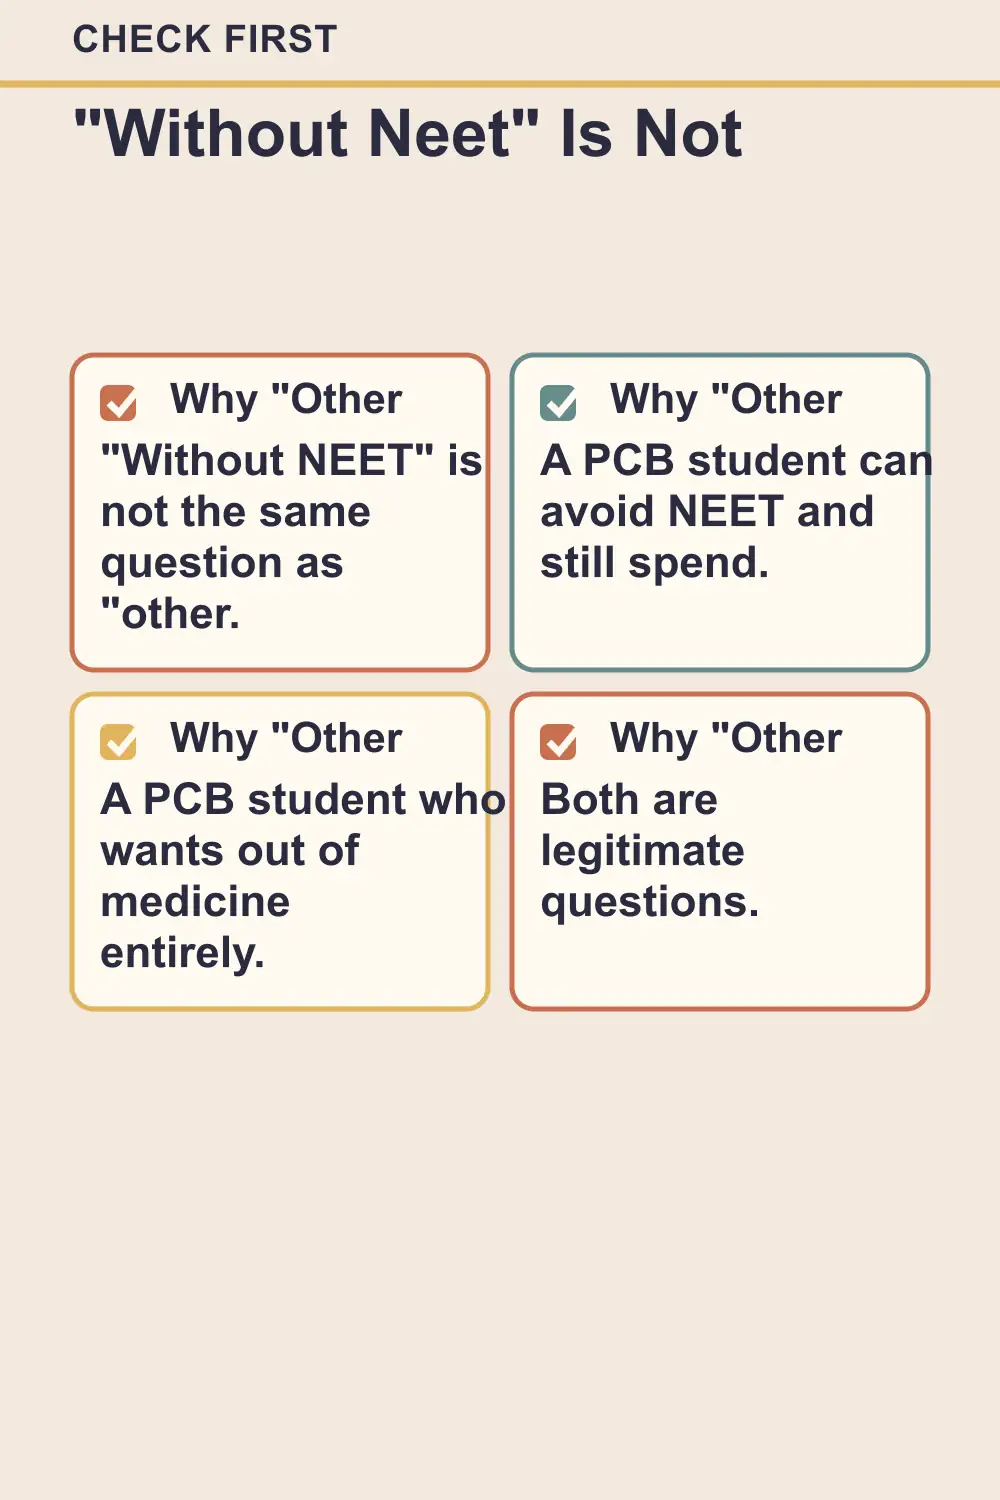 CHECK FIRST
"Without Neet" Is Not
Why "Other
"Without NEET" is
not the same
question as
"other.
Why "Other
A PCB student can
avoid NEET and
still spend.
Why "Other
A PCB student who
wants out of
medicine
entirely.
Why "Other
Both are
legitimate
questions.